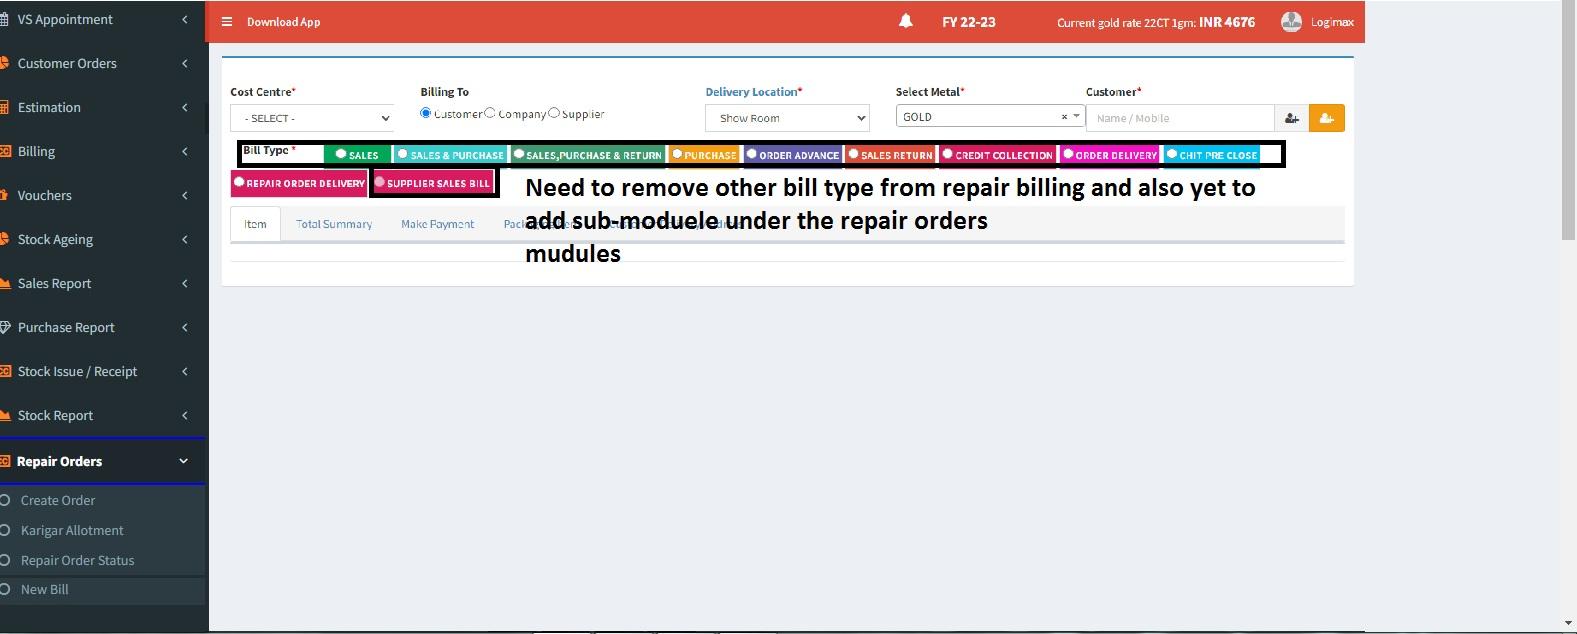 VS Appointment
Customer Orders
Estimation
Billing
Vouchers
Stock Ageing
Sales Report
Purchase Report
Stock Issue / Receipt
Stock Report
Repair Orders
Create Order
Karigar Allotment
Repair Order Status
New Bill
Download App FY 22-23 Current gold rate 22CT 1gm: INR 4676 Logimax
Cost Centre* Billing To Delivery Location* Select Metal* Customer*
- SELECT - Customer Company Supplier Show Room GOLD × Name / Mobile
Bill Type * SALES SALES & PURCHASE SALES,PURCHASE & RETURN PURCHASE ORDER ADVANCE SALES RETURN CREDIT COLLECTION ORDER DELIVERY CHIT PRE CLOSE
REPAIR ORDER DELIVERY SUPPLIER SALES BILL
Need to remove other bill type from repair billing and also yet to
add sub-moduele under the repair orders
mudules
Item Total Summary Make Payment